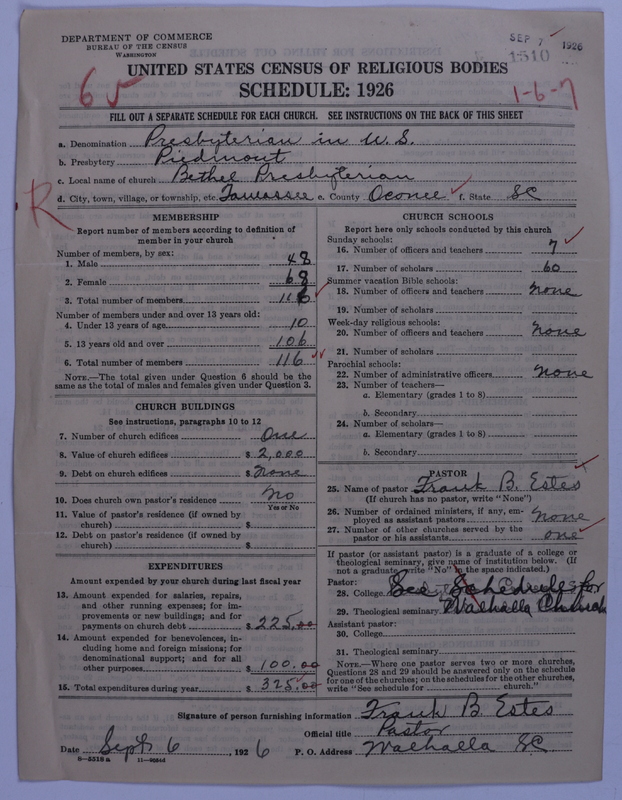 DEPARTMENT OF COMMERCE
BUREAU OF THE CENSUS
WASHINGTON
SEP 7 1926
1510
65
1-6-7
UNITED STATES CENSUS OF RELIGIOUS BODIES
SCHEDULE: 1926
FILL OUT A SEPARATE SCHEDULE FOR EACH CHURCH. SEE INSTRUCTIONS ON THE BACK OF THIS SHEET
a. Denomination Presbyterian in U.S.
b. Presbytery Piedmont
c. Local name of church Bethel Presbyterian
d. City, town, village, or township, etc. Tamassee e. County Oconee f. State SC
R
MEMBERSHIP
Report number of members according to definition of
member in your church
Number of members, by sex:
1. Male 48
2. Female 68
3. Total number of members 116
Number of members under and over 13 years old:
4. Under 13 years of age 10
5. 13 years old and over 106
6. Total number of members 116
NOTE.—The total given under Question 6 should be the
same as the total of males and females given under Question 3.
CHURCH BUILDINGS
See instructions, paragraphs 10 to 12
7. Number of church edifices One
8. Value of church edifices $ 2,000
9. Debt on church edifices $ None
10. Does church own pastor's residence No
Yes or No
11. Value of pastor's residence (if owned by
church) $
12. Debt on pastor's residence (if owned by
church) $
EXPENDITURES
Amount expended by your church during last fiscal year
13. Amount expended for salaries, repairs,
and other running expenses; for im-
provements or new buildings; and for
payments on church debt $ 225.00
14. Amount expended for benevolences, in-
cluding home and foreign missions; for
denominational support; and for all
other purposes $ 100.00
15. Total expenditures during year $ 325.00
CHURCH SCHOOLS
Report here only schools conducted by this church
Sunday schools:
16. Number of officers and teachers 7
17. Number of scholars 60
Summer vacation Bible schools:
18. Number of officers and teachers None
19. Number of scholars
Week-day religious schools:
20. Number of officers and teachers None
21. Number of scholars
Parochial schools:
22. Number of administrative officers None
23. Number of teachers—
a. Elementary (grades 1 to 8)
b. Secondary
24. Number of scholars—
a. Elementary (grades 1 to 8)
b. Secondary
PASTOR
25. Name of pastor Frank B. Estes
(If church has no pastor, write "None")
26. Number of ordained ministers, if any, em-
ployed as assistant pastors None
27. Number of other churches served by the
pastor or his assistants one
If pastor (or assistant pastor) is a graduate of a college or
theological seminary, give name of institution below. (If
not a graduate, write "No" in the space indicated.)
Pastor:
28. College See Schedule for
29. Theological seminary Walhalla Church
Assistant pastor:
30. College
31. Theological seminary
NOTE.—Where one pastor serves two or more churches,
Questions 28 and 29 should be answered only on the schedule
for one of the churches; on the schedules for the other churches,
write "See schedule for church."
Signature of person furnishing information Frank B. Estes
Official title Pastor
Date Sept 6, 1926 P. O. Address Walhalla SC
8—5518 a 11—9054d